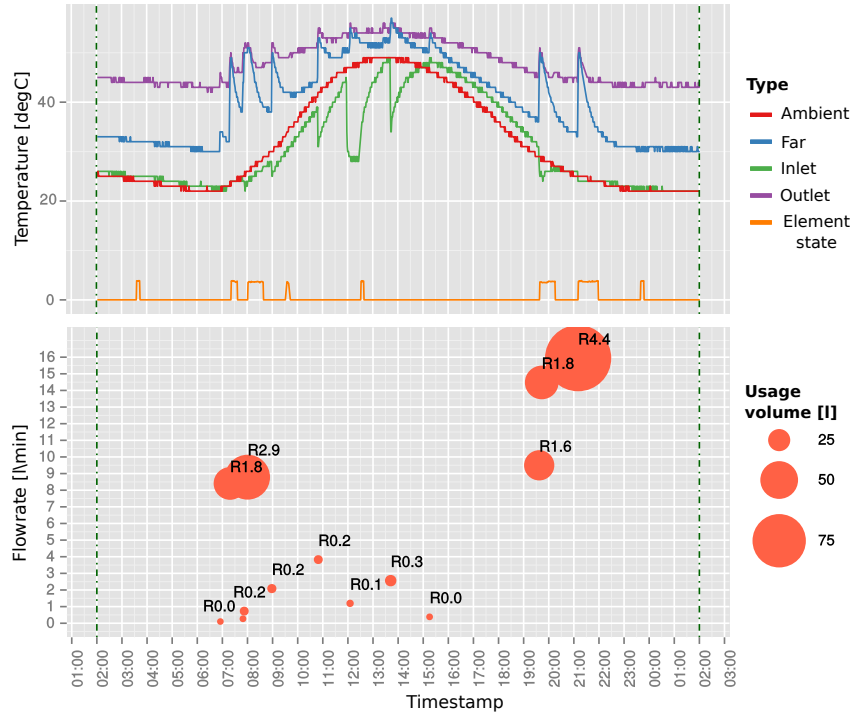 Temperature [degC]
40
20
0
Type
Ambient
Far
Inlet
Outlet
Element
state
Flowrate [l\min]
16
15
14
13
12
11
10
9
8
7
6
5
4
3
2
1
0
R4.4
R1.8
R1.6
R2.9
R1.8
R0.2
R0.2
R0.3
R0.1
R0.2
R0.0
R0.0
Usage
volume [l]
25
50
75
01:00
02:00
03:00
04:00
05:00
06:00
07:00
08:00
09:00
10:00
11:00
12:00
13:00
14:00
15:00
16:00
17:00
18:00
19:00
20:00
21:00
22:00
23:00
00:00
01:00
02:00
03:00
Timestamp